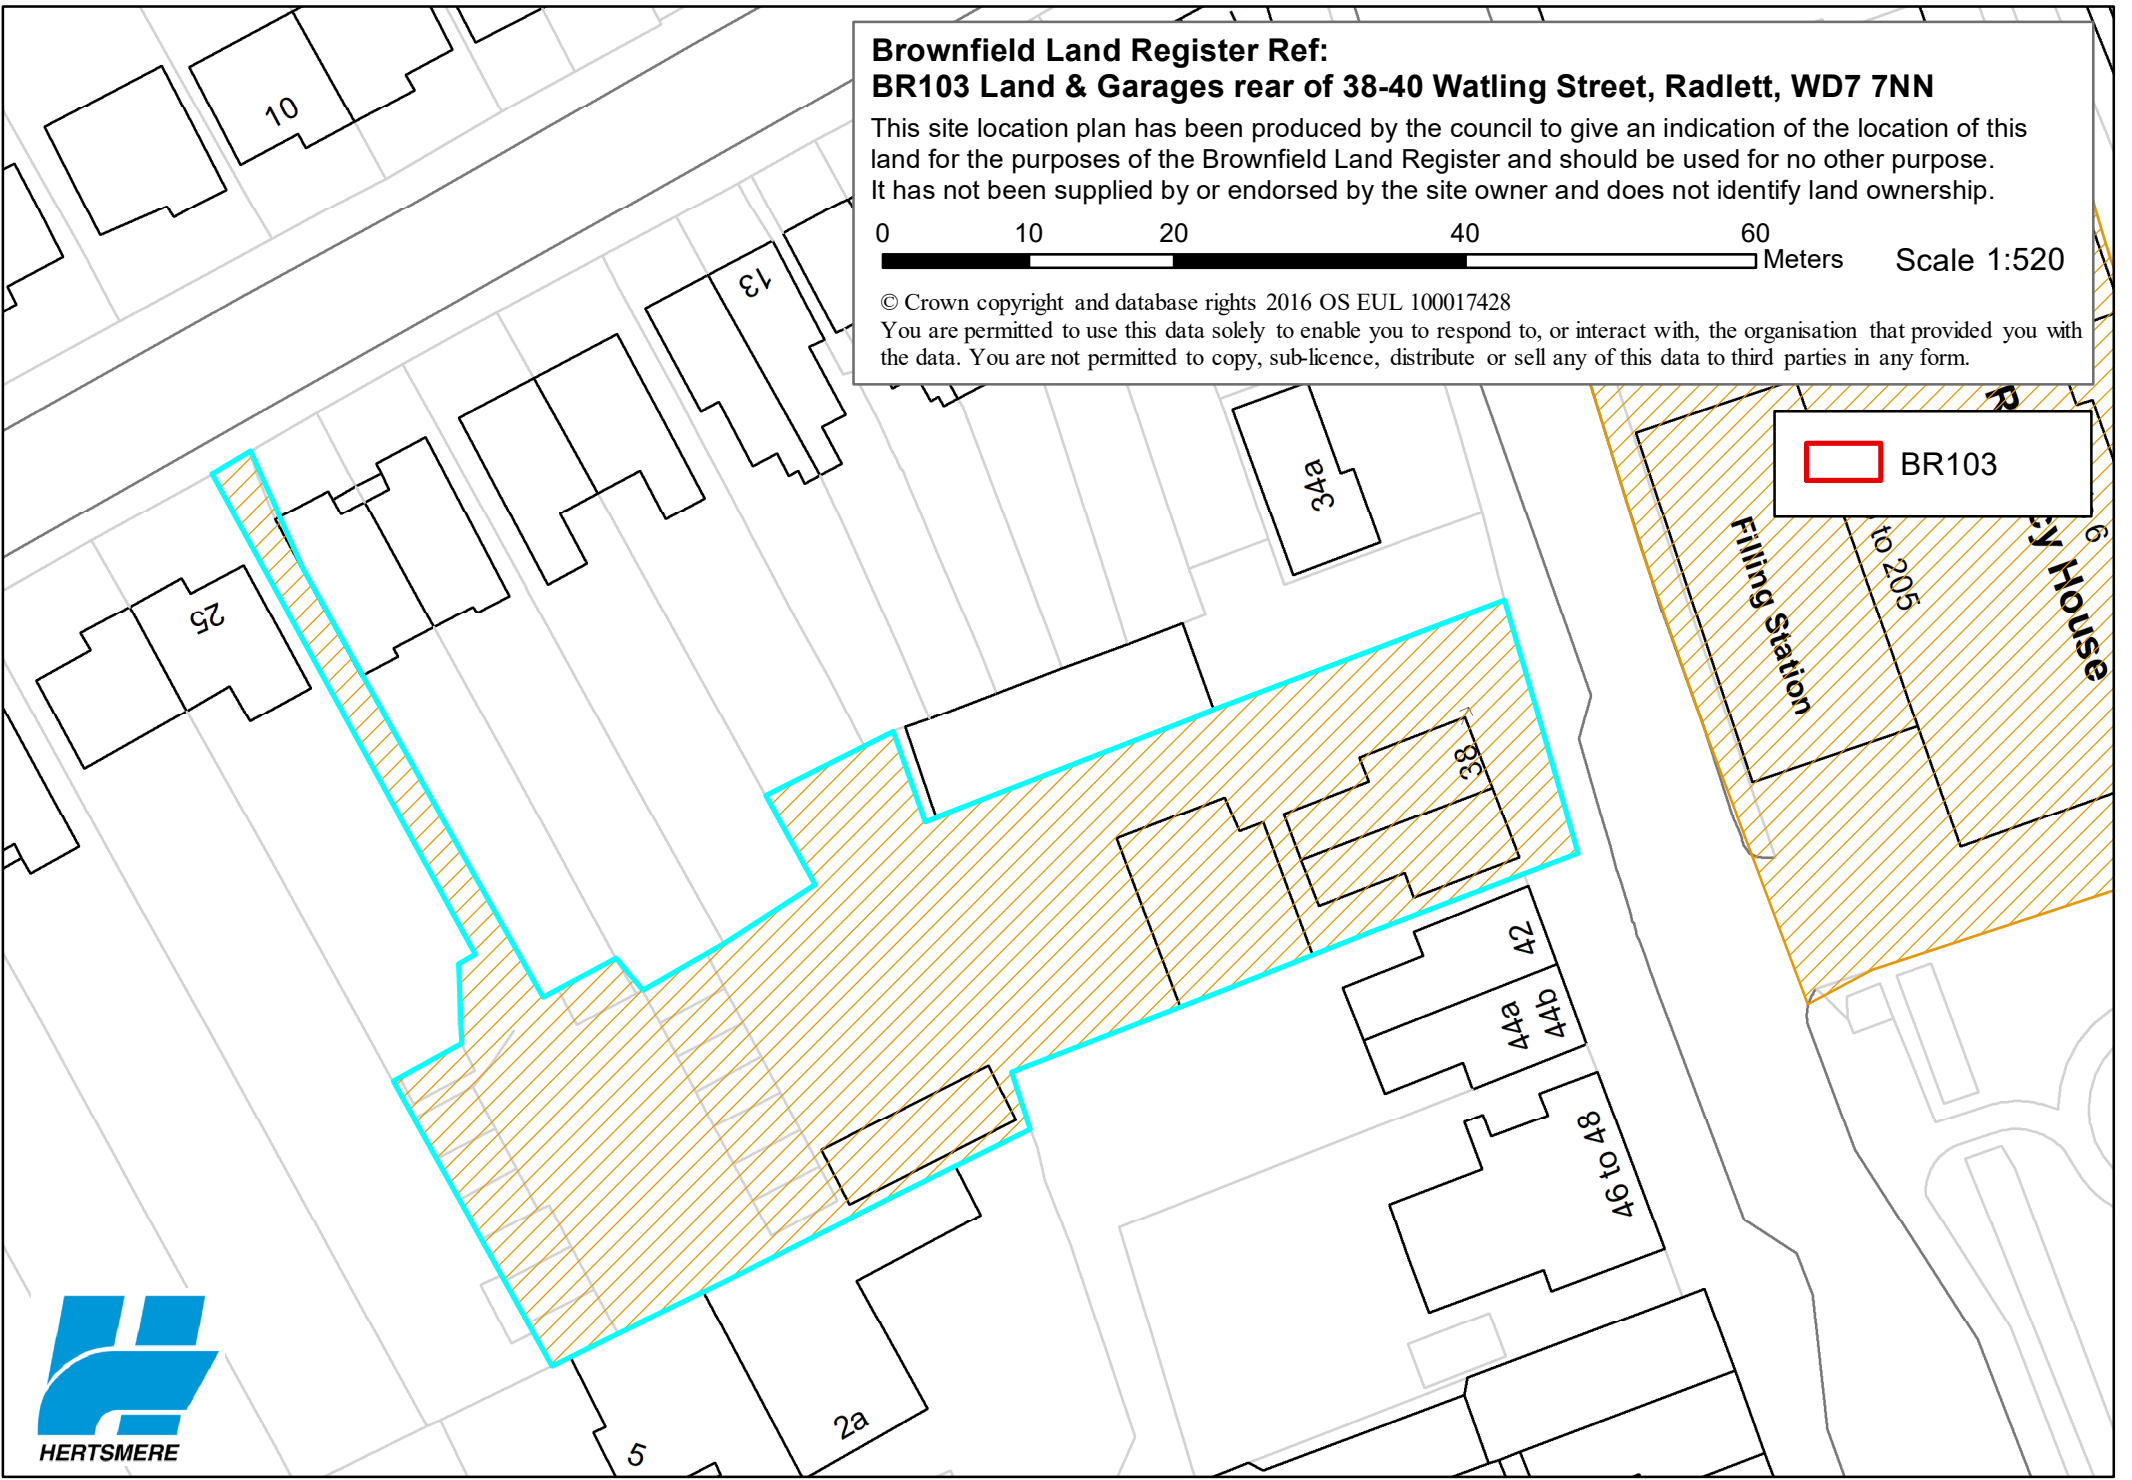 Brownfield Land Register Ref:
BR103 Land & Garages rear of 38-40 Watling Street, Radlett, WD7 7NN
This site location plan has been produced by the council to give an indication of the location of this
land for the purposes of the Brownfield Land Register and should be used for no other purpose.
It has not been supplied by or endorsed by the site owner and does not identify land ownership.
0 10 20 40 60
Meters Scale 1:520
© Crown copyright and database rights 2016 OS EUL 100017428
You are permitted to use this data solely to enable you to respond to, or interact with, the organisation that provided you with
the data. You are not permitted to copy, sub-licence, distribute or sell any of this data to third parties in any form.
BR103
10
13
34a
25
Filling Station
to 205
House
6
38
42
44a
44b
46 to 48
2a
5
HERTSMERE